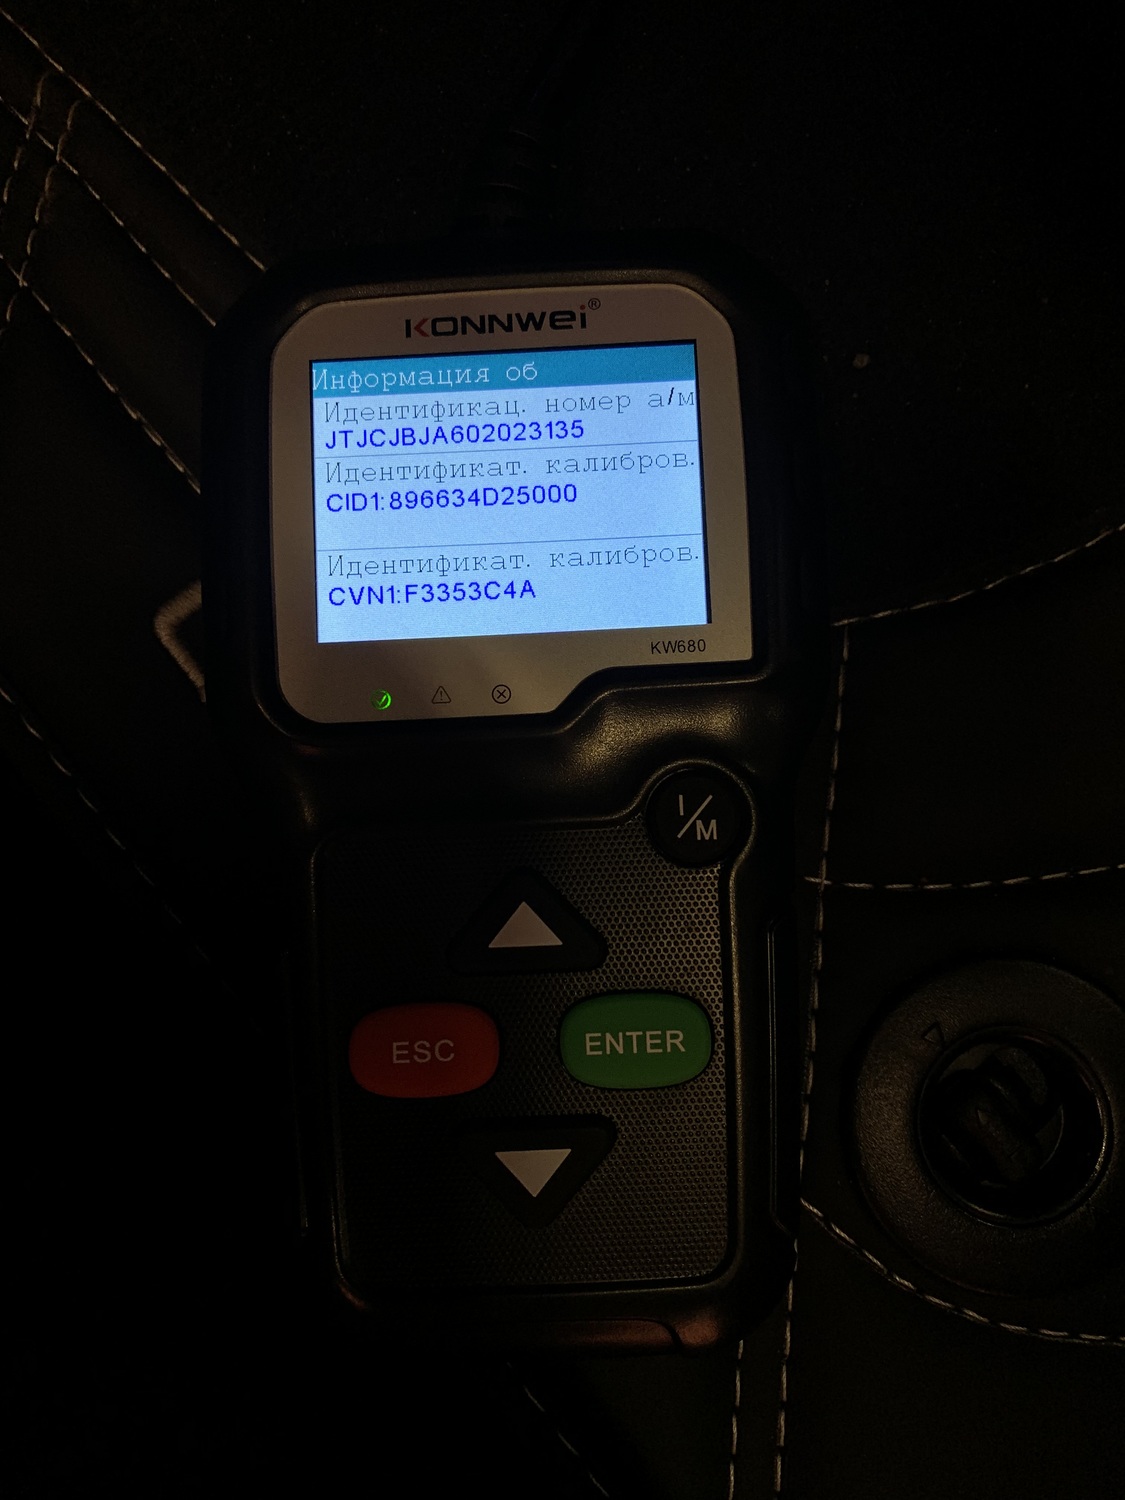 KONNWei®
Информация об
Идентификац. номер а/м
JTJCJBJA602023135
Идентификат. калибров.
CID1:896634D25000
Идентификат. калибров.
CVN1:F3353C4A
KW680
I/M
ESC
ENTER